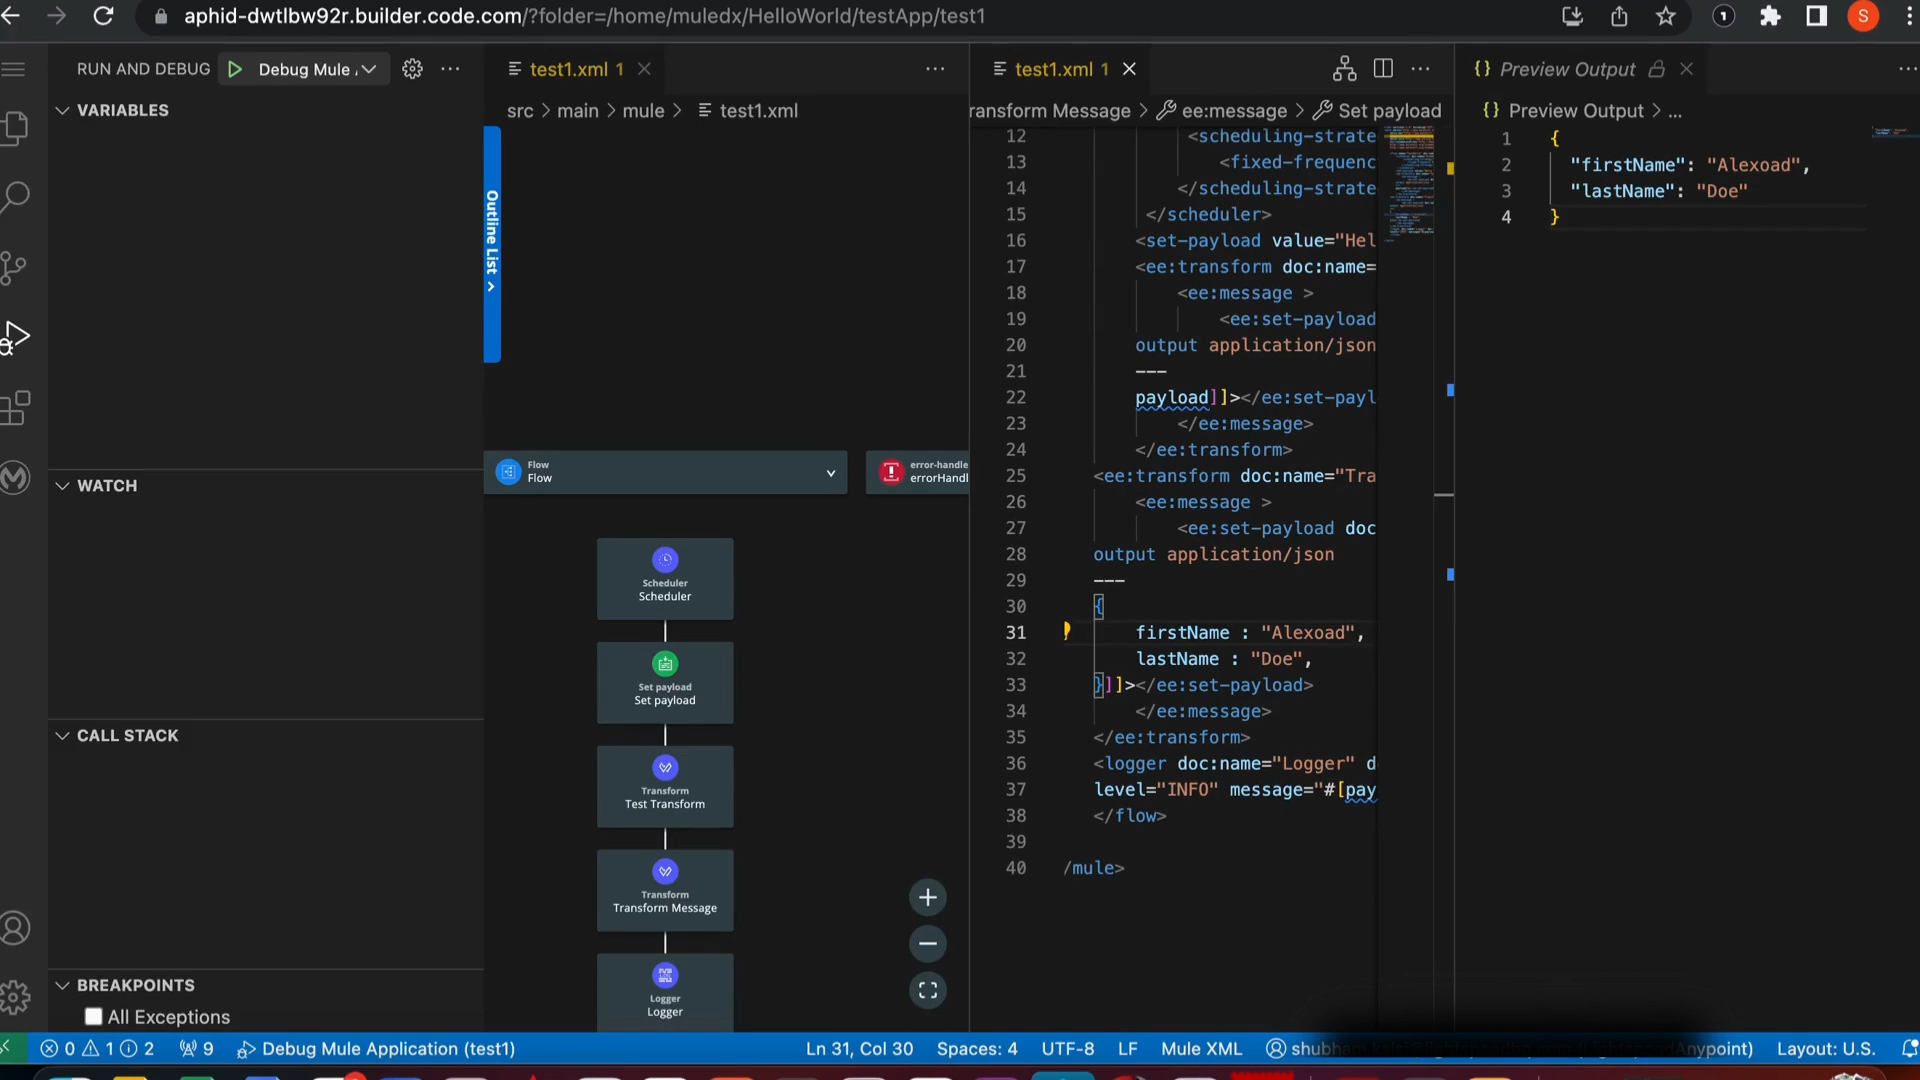 aphid-dwtlbw92r.builder.code.com/?folder=/home/muledx/HelloWorld/testApp/test1
S
RUN AND DEBUG
Debug Mule
VARIABLES
WATCH
CALL STACK
BREAKPOINTS
All Exceptions
test1.xml 1
src > main > mule > test1.xml
Outline List >
Flow
Flow
error-handle
errorHandl
Scheduler
Scheduler
Set payload
Set payload
Transform
Test Transform
Transform
Transform Message
Logger
Logger
test1.xml 1
ransform Message > ee:message > Set payload
12 <scheduling-strate
13 <fixed-frequenc
14 </scheduling-strate
15 </scheduler>
16 <set-payload value="Hel
17 <ee:transform doc:name=
18 <ee:message >
19 <ee:set-payload
20 output application/json
21 ---
22 payload]]></ee:set-payl
23 </ee:message>
24 </ee:transform>
25 <ee:transform doc:name="Tra
26 <ee:message >
27 <ee:set-payload doc
28 output application/json
29 ---
30 {
31 firstName : "Alexoad",
32 lastName : "Doe",
33 }]]></ee:set-payload>
34 </ee:message>
35 </ee:transform>
36 <logger doc:name="Logger" d
37 level="INFO" message="#[pay
38 </flow>
39
40 /mule>
{} Preview Output
{} Preview Output > ...
1 {
2 "firstName": "Alexoad",
3 "lastName": "Doe"
4 }
0 1 2 9 Debug Mule Application (test1)
Ln 31, Col 30 Spaces: 4 UTF-8 LF Mule XML Layout: U.S.